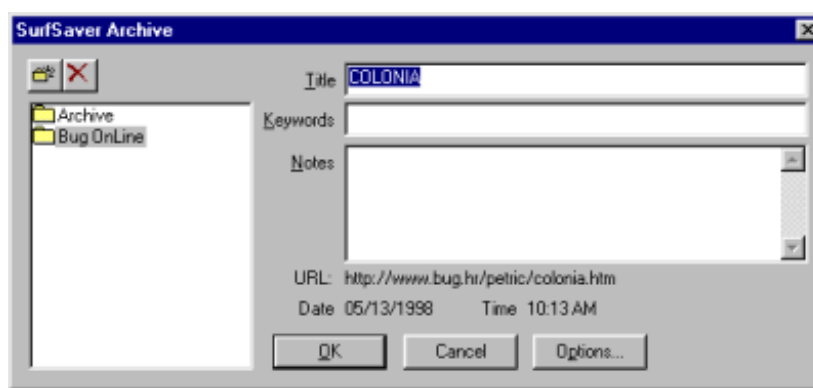 SurfSaver Archive
Archive
Bug OnLine
Title COLONIA
Keywords
Notes
URL: http://www.bug.hr/petric/colonia.htm
Date 05/13/1998 Time 10:13 AM
OK Cancel Options...